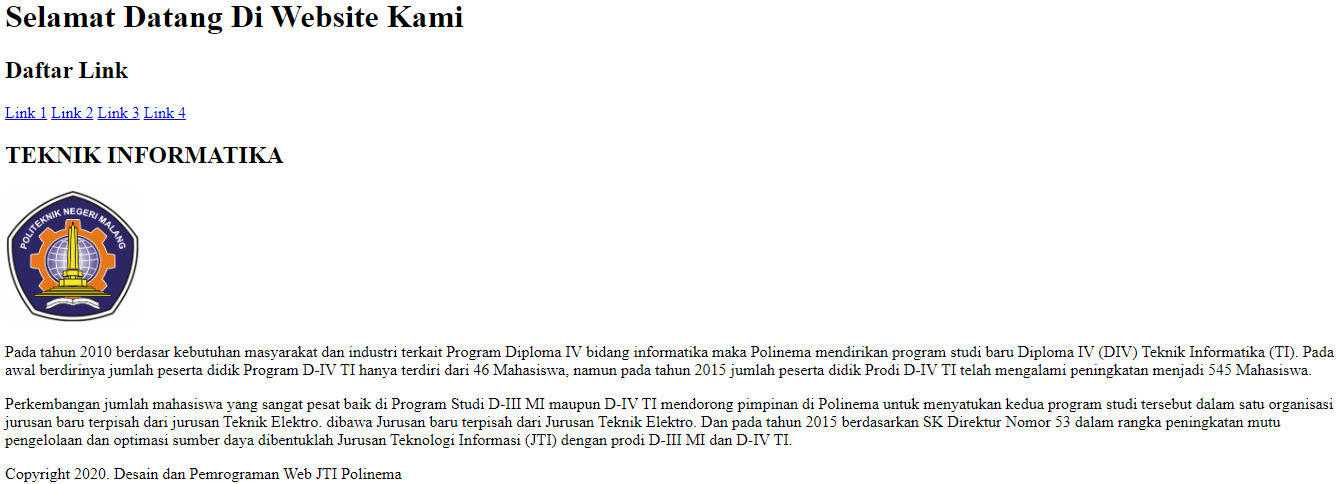 Selamat Datang Di Website Kami
Daftar Link
Link 1 Link 2 Link 3 Link 4
TEKNIK INFORMATIKA
POLITEKNIK NEGERI MALANG
Pada tahun 2010 berdasar kebutuhan masyarakat dan industri terkait Program Diploma IV bidang informatika maka Polinema mendirikan program studi baru Diploma IV (DIV) Teknik Informatika (TI). Pada
awal berdirinya jumlah peserta didik Program D-IV TI hanya terdiri dari 46 Mahasiswa, namun pada tahun 2015 jumlah peserta didik Prodi D-IV TI telah mengalami peningkatan menjadi 545 Mahasiswa.
Perkembangan jumlah mahasiswa yang sangat pesat baik di Program Studi D-III MI maupun D-IV TI mendorong pimpinan di Polinema untuk menyatukan kedua program studi tersebut dalam satu organisasi
jurusan baru terpisah dari jurusan Teknik Elektro. dibawa Jurusan baru terpisah dari Jurusan Teknik Elektro. Dan pada tahun 2015 berdasarkan SK Direktur Nomor 53 dalam rangka peningkatan mutu
pengelolaan dan optimasi sumber daya dibentuklah Jurusan Teknologi Informasi (JTI) dengan prodi D-III MI dan D-IV TI.
Copyright 2020. Desain dan Pemrograman Web JTI Polinema